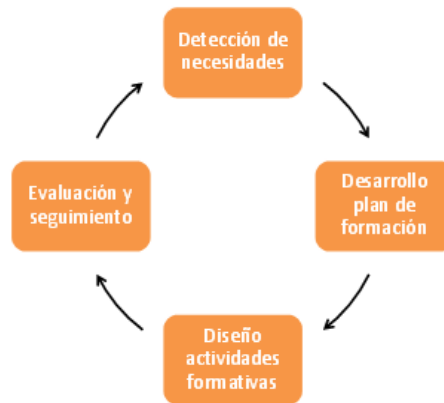 Detección de
necesidades
Desarrollo
plan de
formación
Diseño
actividades
formativas
Evaluación y
seguimiento